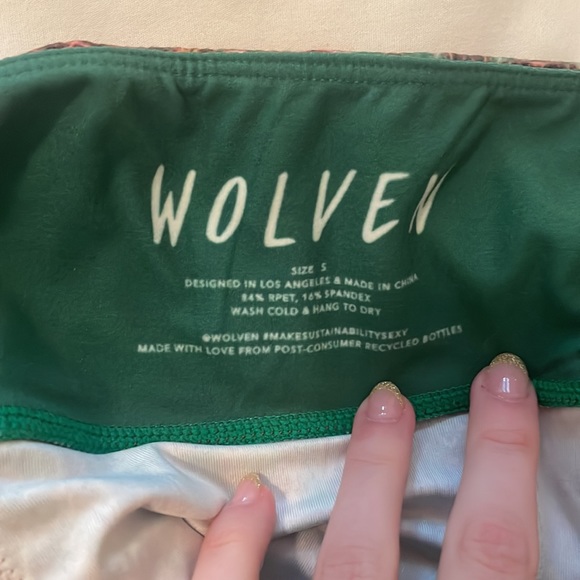 WOLVEN
SIZE S
DESIGNED IN LOS ANGELES & MADE IN CHINA
84% RPET, 16% SPANDEX
WASH COLD & HANG TO DRY
@WOLVEN #MAKESUSTAINABILITYSEXY
MADE WITH LOVE FROM POST-CONSUMER RECYCLED BOTTLES